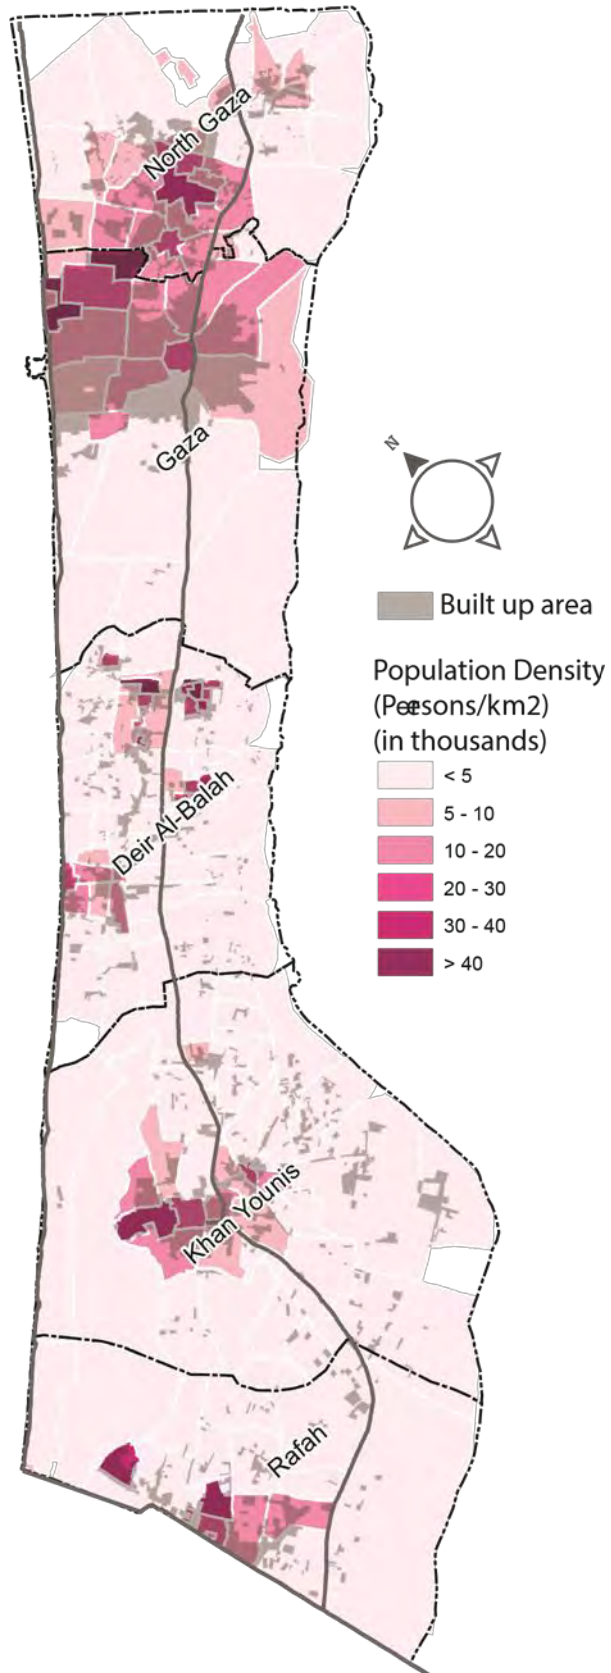 North Gaza
Gaza
N
Built up area
Population Density
(Peersons/km2)
(in thousands)
< 5
5 - 10
10 - 20
20 - 30
30 - 40
> 40
Deir Al-Balah
Khan Younis
Rafah